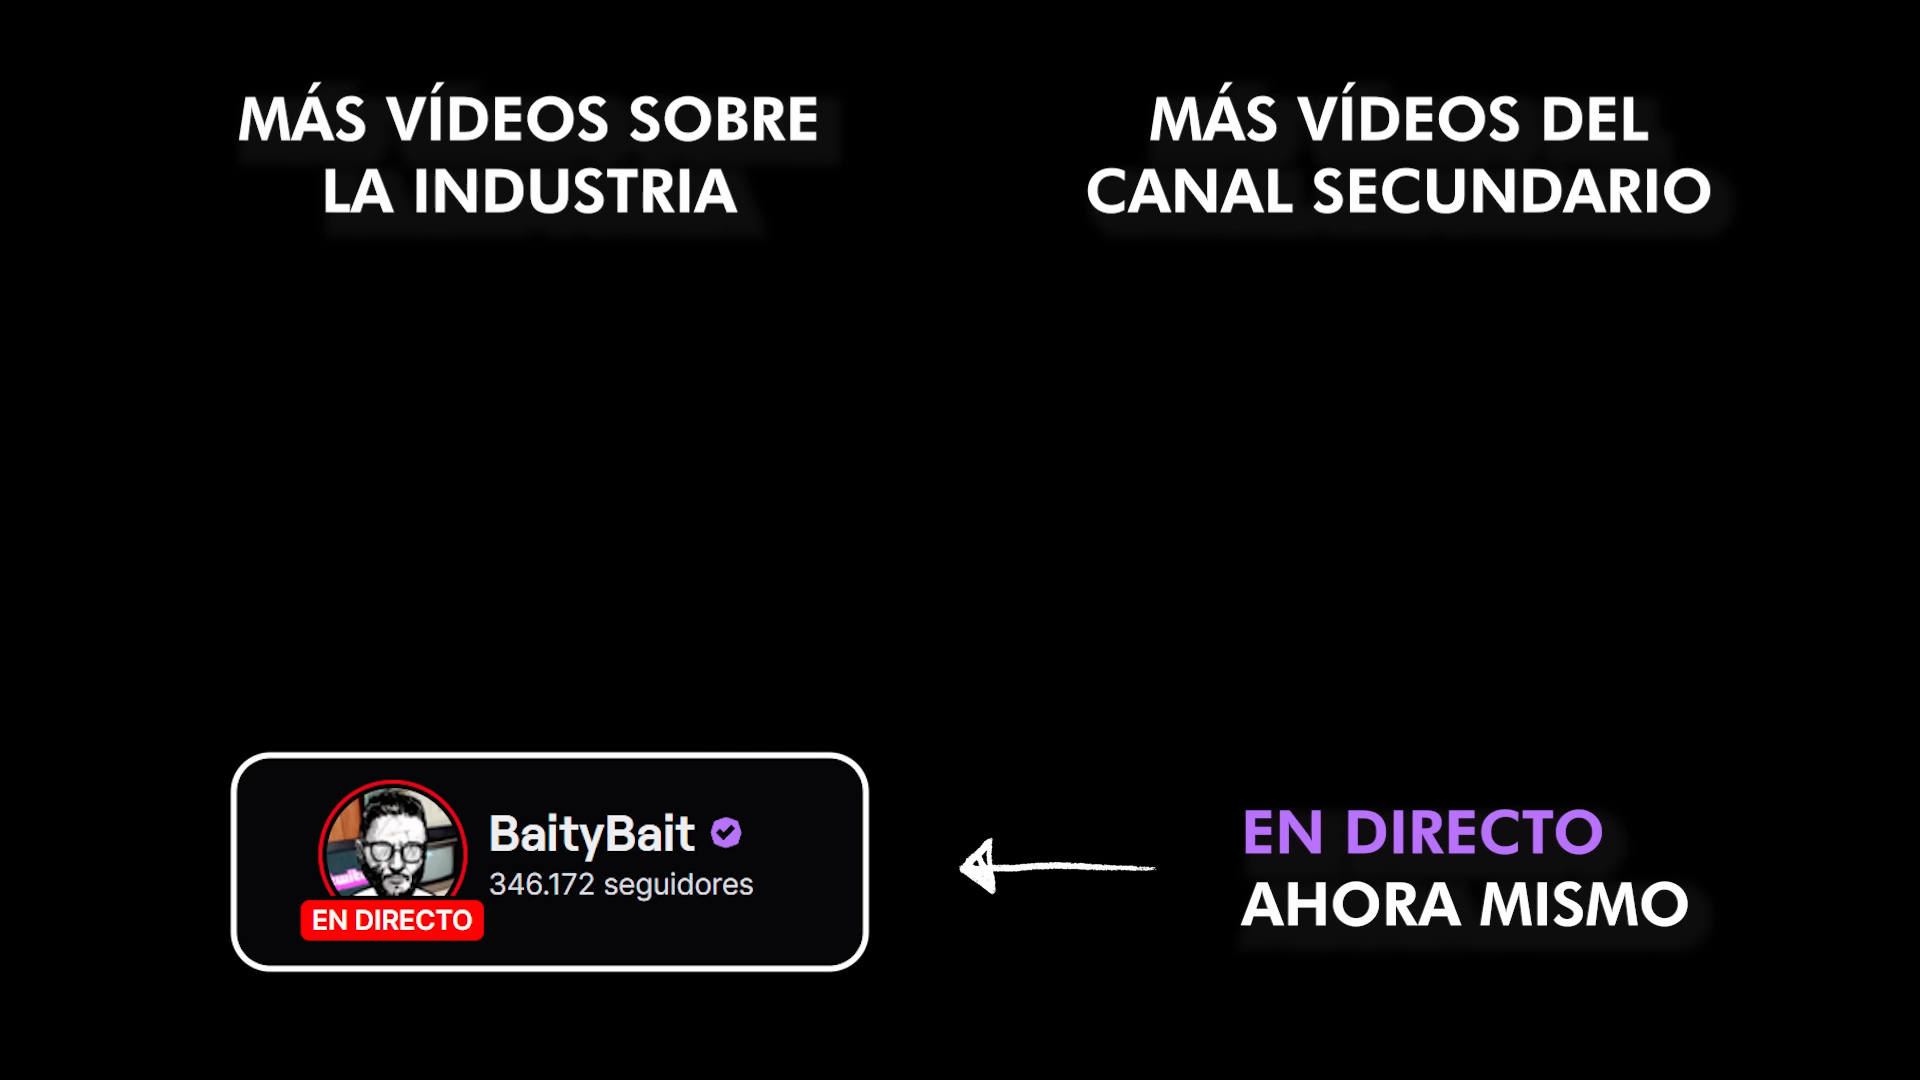 MÁS VÍDEOS SOBRE
LA INDUSTRIA
MÁS VÍDEOS DEL
CANAL SECUNDARIO
BaityBait
346.172 seguidores
EN DIRECTO
EN DIRECTO
AHORA MISMO